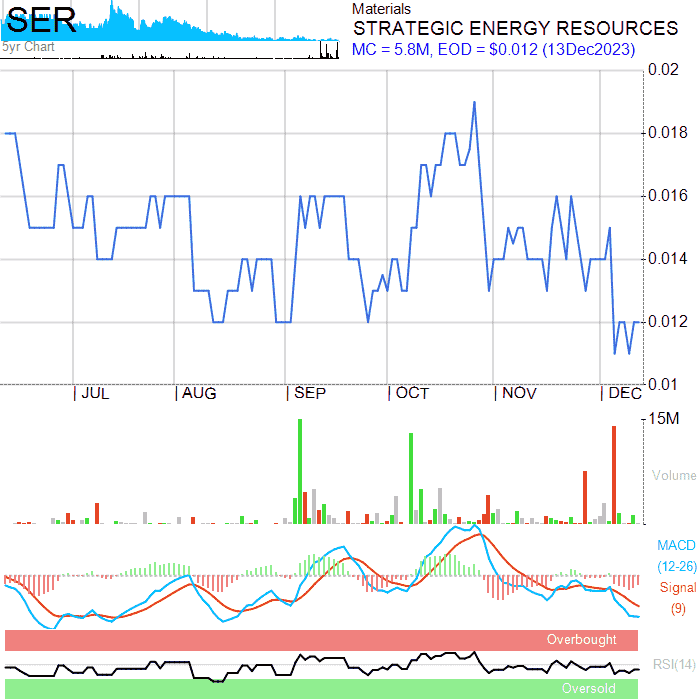 SER
5yr Chart
Materials
STRATEGIC ENERGY RESOURCES
MC = 5.8M, EOD = $0.012 (13Dec2023)
0.02
0.018
0.016
0.014
0.012
0.01
JUL AUG SEP OCT NOV DEC
15M
Volume
MACD
(12-26)
Signal
(9)
Overbought
RSI(14)
Oversold